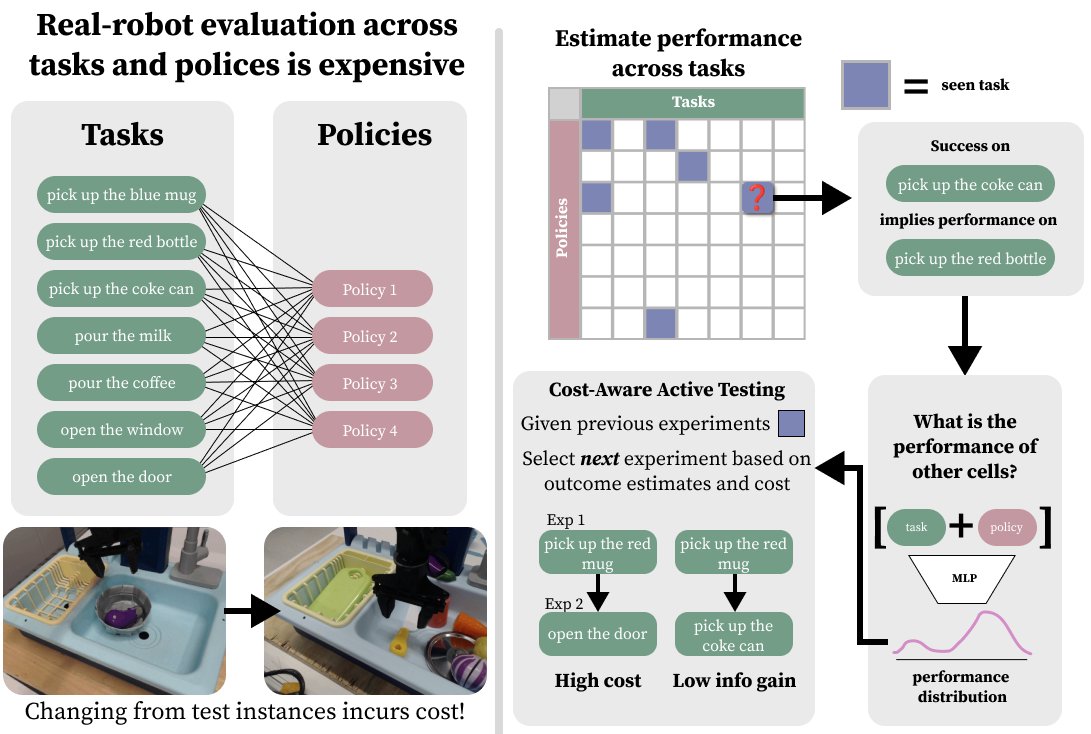 Real-robot evaluation across
tasks and polices is expensive
Tasks
Policies
pick up the blue mug
pick up the red bottle
pick up the coke can
pour the milk
pour the coffee
open the window
open the door
Policy 1
Policy 2
Policy 3
Policy 4
Changing from test instances incurs cost!
Estimate performance
across tasks
Tasks
Policies
❓
= seen task
Success on
pick up the coke can
implies performance on
pick up the red bottle
What is the
performance of
other cells?
[ task + policy ]
MLP
performance
distribution
Cost-Aware Active Testing
Given previous experiments
Select next experiment based on
outcome estimates and cost
Exp 1
pick up the red
mug
Exp 2
open the door
High cost
pick up the red
mug
pick up the
coke can
Low info gain